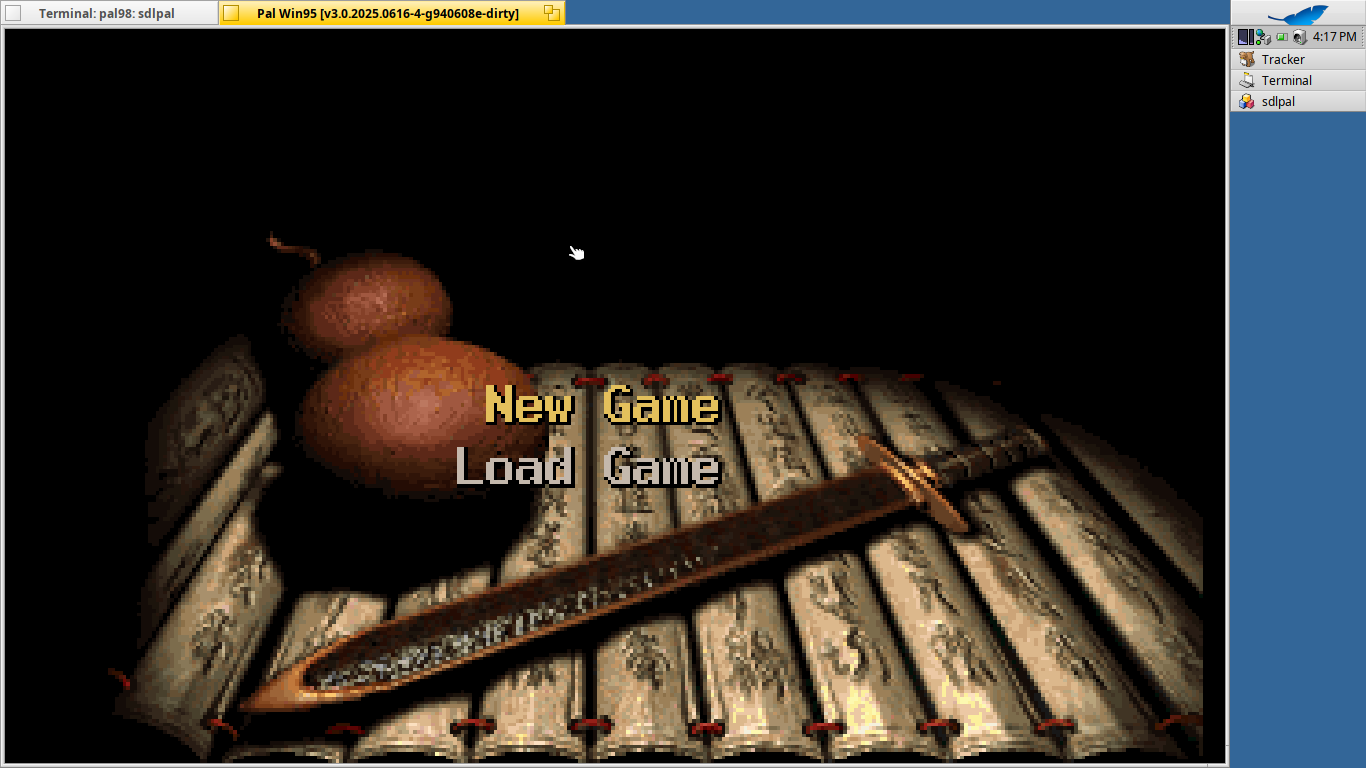 Terminal: pal98: sdlpal
Pal Win95 [v3.0.2025.0616-4-g940608e-dirty]
4:17 PM
Tracker
Terminal
sdlpal
New Game
Load Game